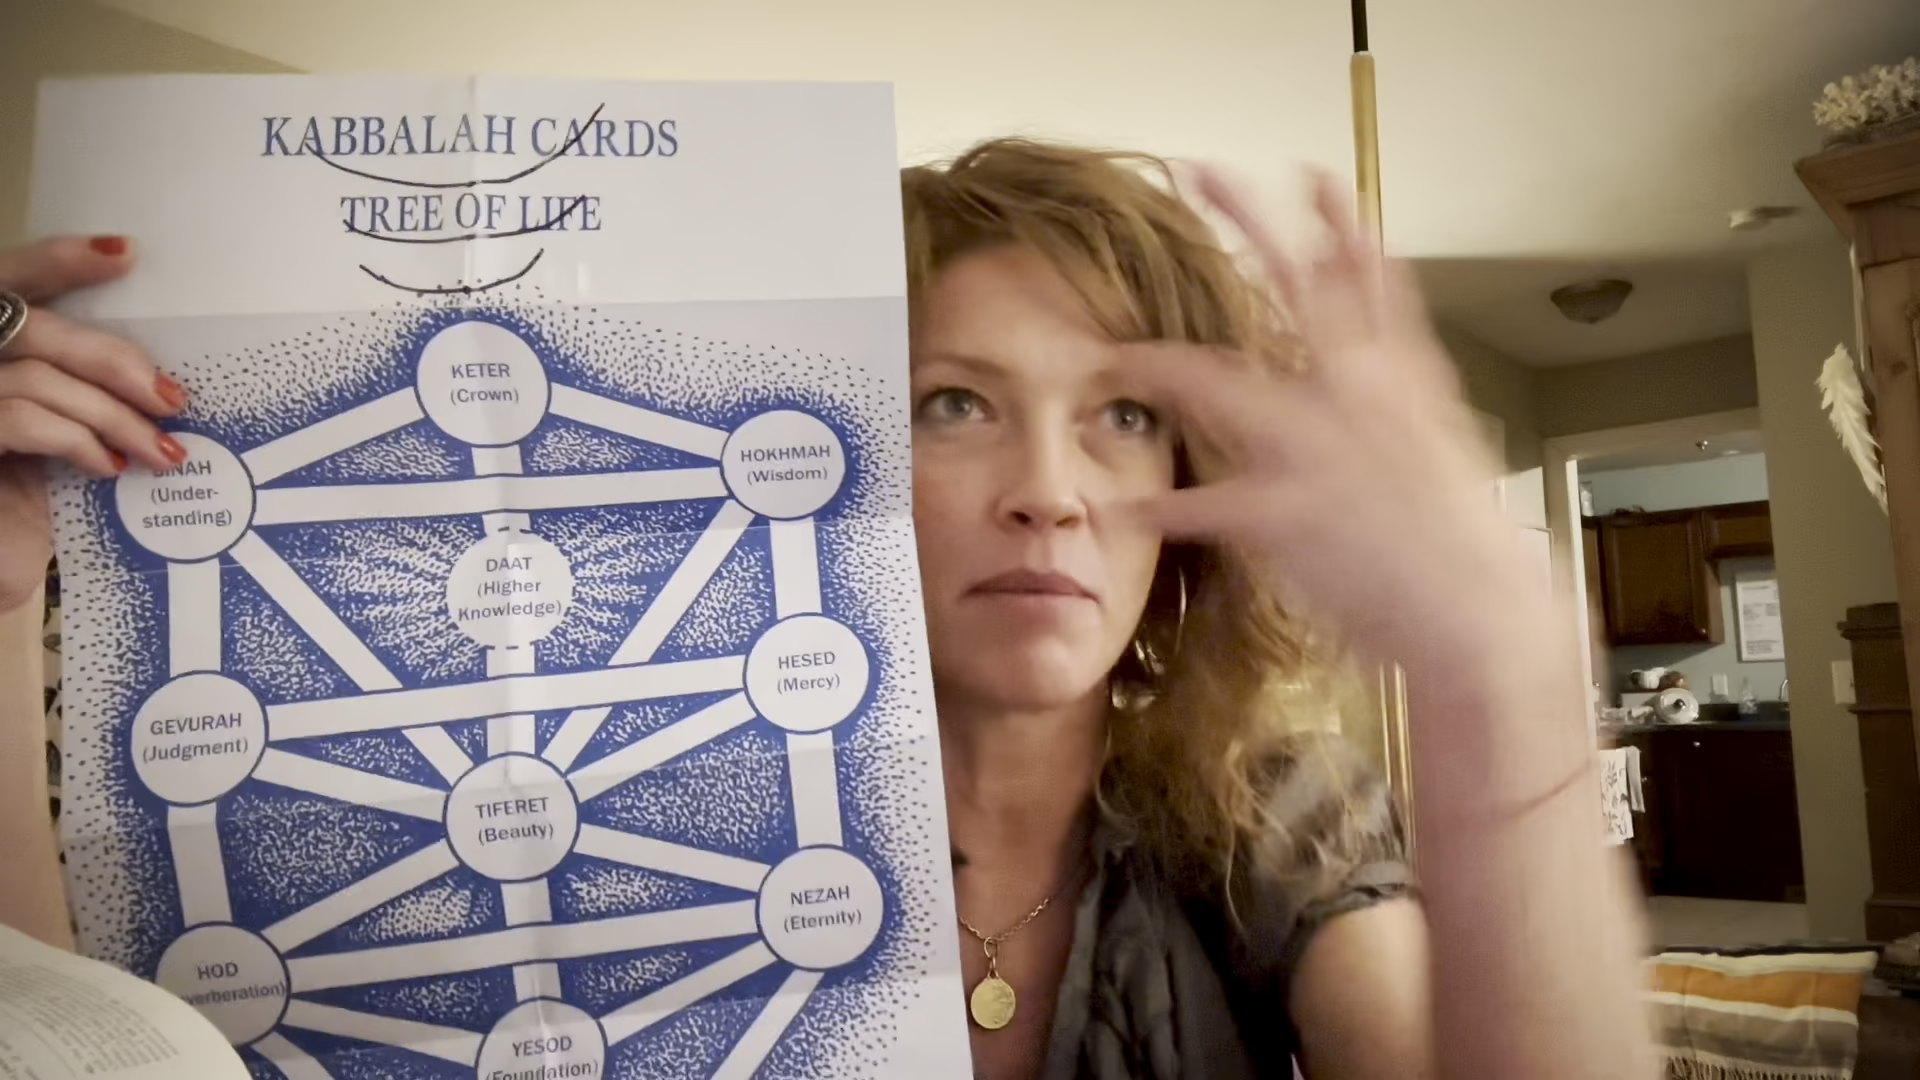 KABBALAH CARDS
TREE OF LIFE
KETER
(Crown)
HOKHMAH
(Wisdom)
(Under-
standing)
DAAT
(Higher
Knowledge)
HESED
(Mercy)
GEVURAH
(Judgment)
TIFERET
(Beauty)
NEZAH
(Eternity)
HOD
YESOD
(Foundation)